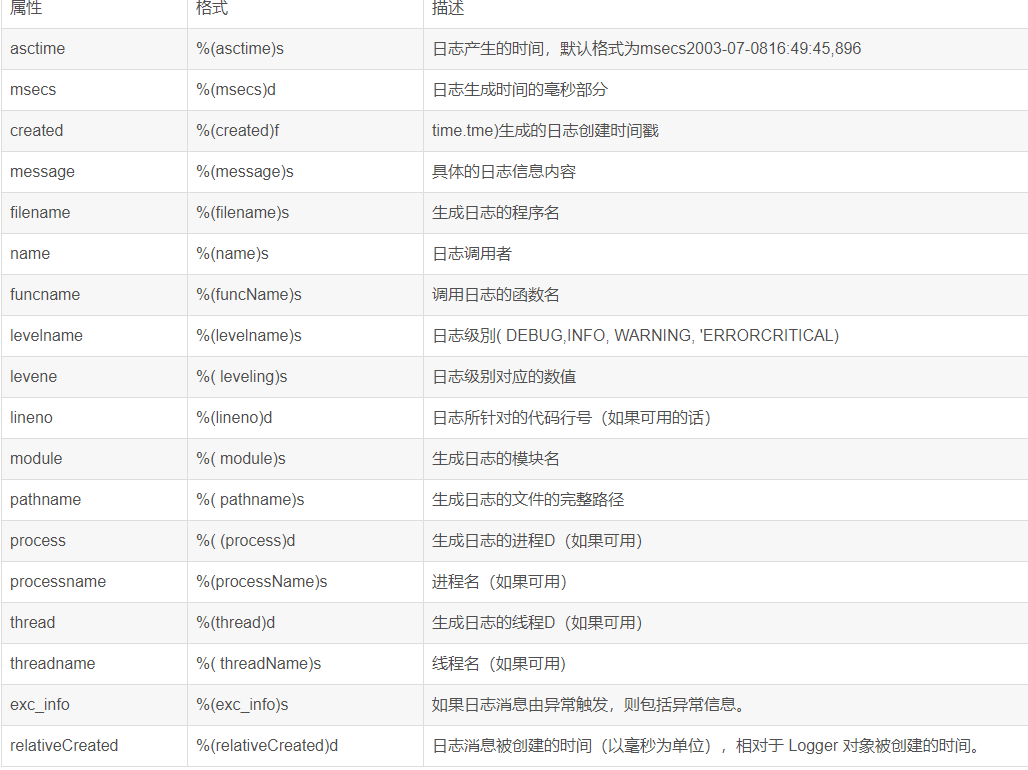 属性 格式 描述
asctime %(asctime)s 日志产生的时间，默认格式为msecs2003-07-0816:49:45,896
msecs %(msecs)d 日志生成时间的毫秒部分
created %(created)f time.tme)生成的日志创建时间戳
message %(message)s 具体的日志信息内容
filename %(filename)s 生成日志的程序名
name %(name)s 日志调用者
funcname %(funcName)s 调用日志的函数名
levelname %(levelname)s 日志级别( DEBUG,INFO, WARNING, 'ERRORCRITICAL)
levene %( leveling)s 日志级别对应的数值
lineno %(lineno)d 日志所针对的代码行号（如果可用的话）
module %( module)s 生成日志的模块名
pathname %( pathname)s 生成日志的文件的完整路径
process %( (process)d 生成日志的进程D（如果可用）
processname %(processName)s 进程名（如果可用）
thread %(thread)d 生成日志的线程D（如果可用）
threadname %( threadName)s 线程名（如果可用）
exc_info %(exc_info)s 如果日志消息由异常触发，则包括异常信息。
relativeCreated %(relativeCreated)d 日志消息被创建的时间（以毫秒为单位），相对于 Logger 对象被创建的时间。